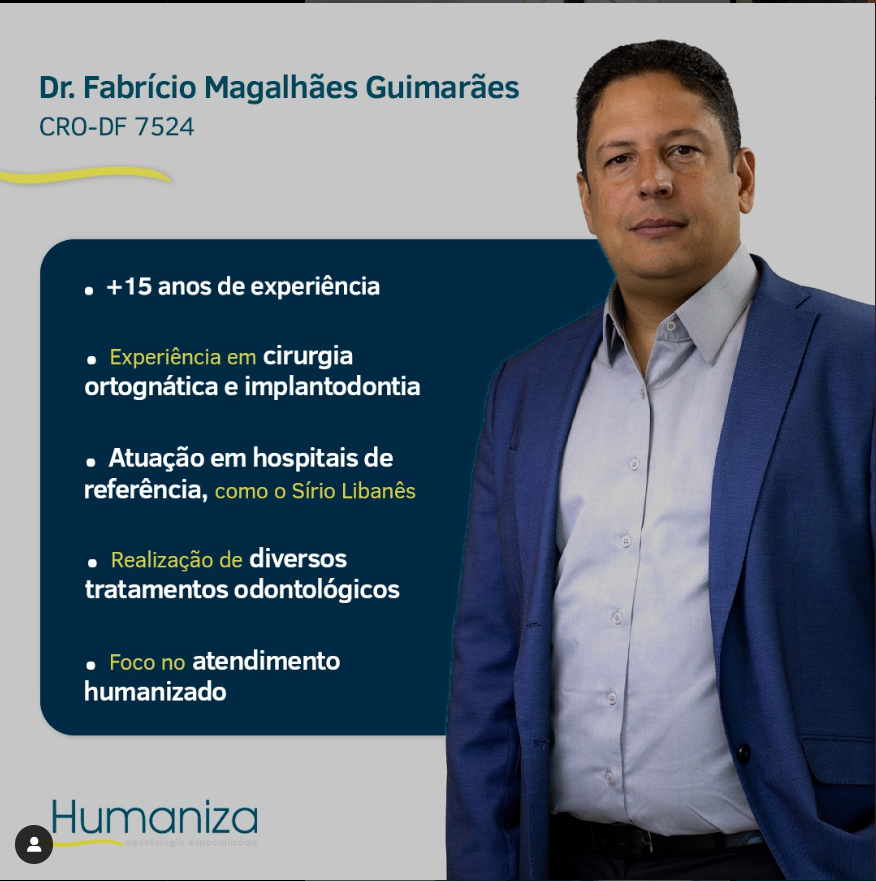 Dr. Fabrício Magalhães Guimarães
CRO-DF 7524
• +15 anos de experiência
• Experiência em cirurgia
ortognática e implantodontia
• Atuação em hospitais de
referência, como o Sírio Libanês
• Realização de diversos
tratamentos odontológicos
• Foco no atendimento
humanizado
Humaniza
odontologia especializada